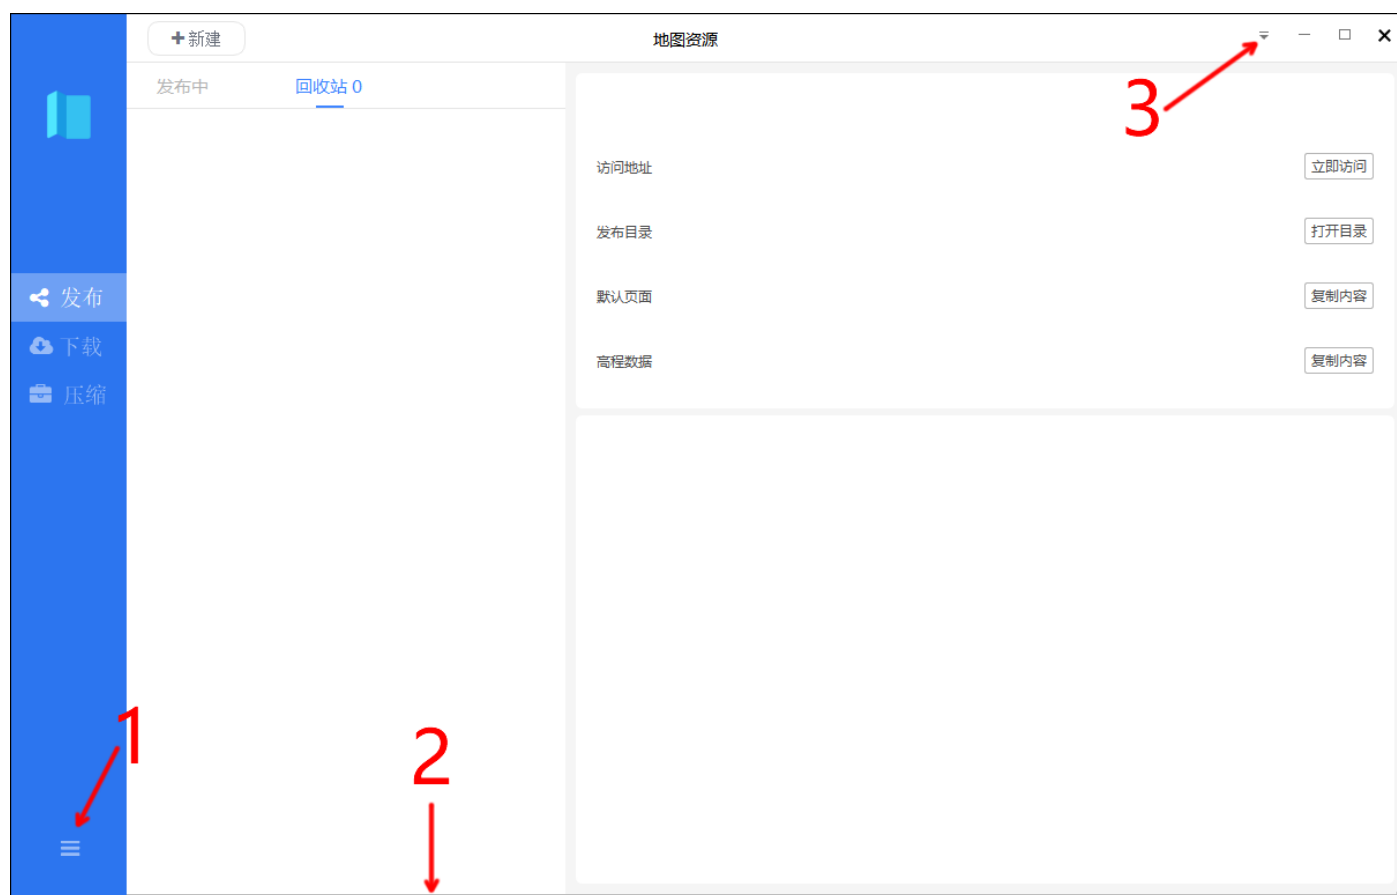 新建
地图资源
发布中
回收站 0
3
访问地址
立即访问
发布目录
打开目录
发布
默认页面
复制内容
下载
高程数据
复制内容
压缩
1
2